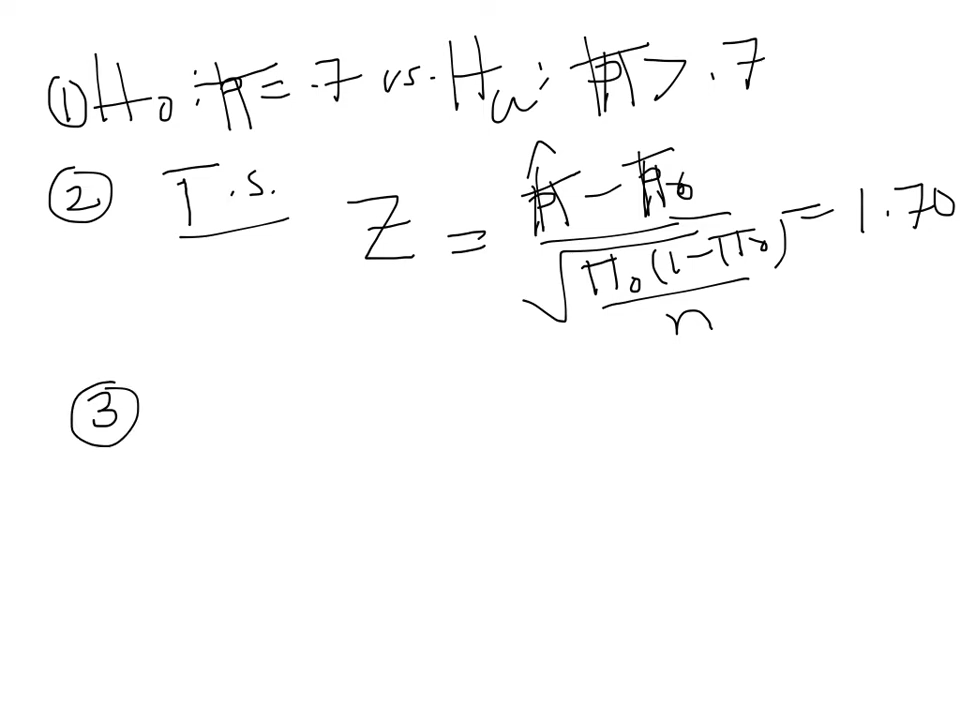 ① H₀ : π = .7 vs. Hₐ : π > .7
② T.s. Z = (π̂ − π₀) / √(π₀(1−π₀)/n) = 1.70
③